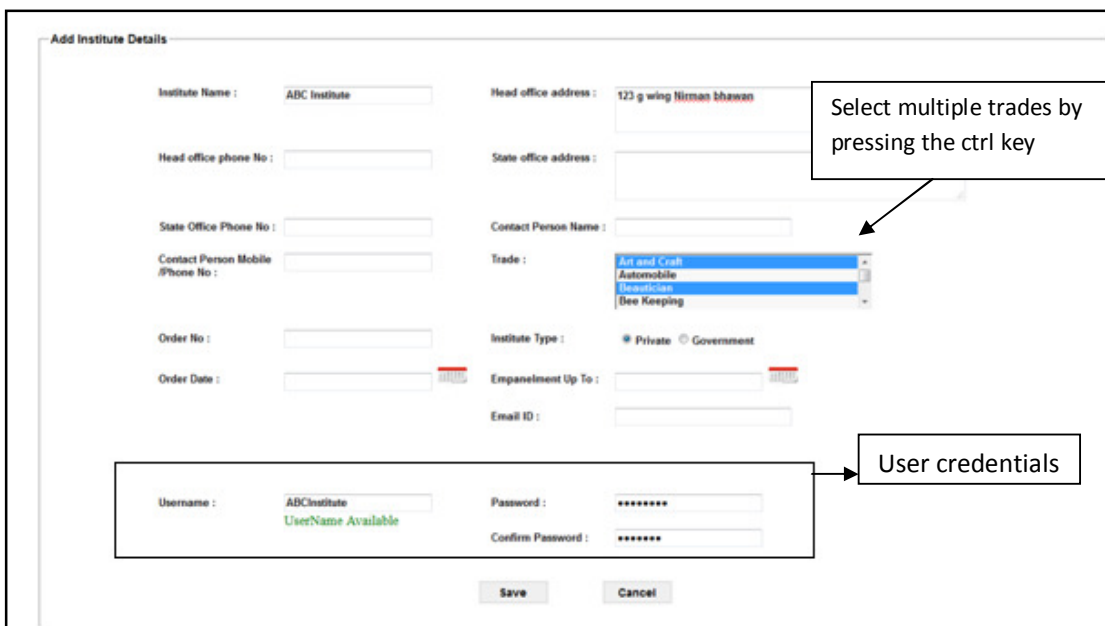 Add Institute Details
Institute Name : ABC Institute Head office address : 123 g wing Nirman bhawan
Select multiple trades by
pressing the ctrl key
Head office phone No : State office address :
State Office Phone No : Contact Person Name :
Contact Person Mobile
/Phone No :
Trade : Art and Craft
Automobile
Beautician
Bee Keeping
Order No : Institute Type : Private Government
Order Date : Empanelment Up To :
Email ID :
User credentials
Username : ABCInstitute Password : ••••••••
UserName Available
Confirm Password : •••••••
Save Cancel